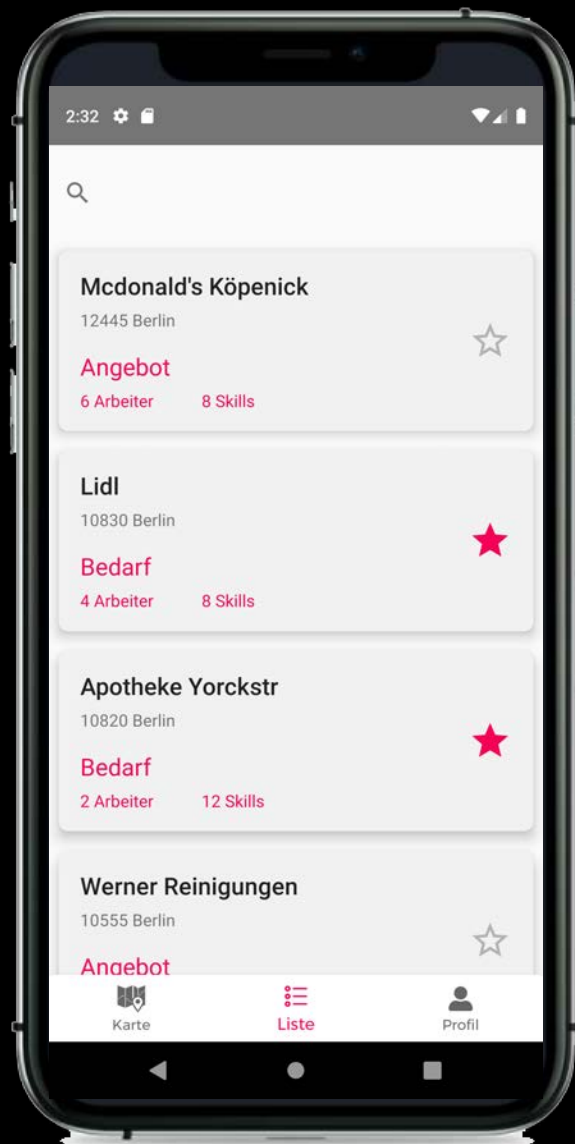 2:32
Mcdonald's Köpenick
12445 Berlin
Angebot
6 Arbeiter 8 Skills
Lidl
10830 Berlin
Bedarf
4 Arbeiter 8 Skills
Apotheke Yorckstr
10820 Berlin
Bedarf
2 Arbeiter 12 Skills
Werner Reinigungen
10555 Berlin
Angebot
Karte Liste Profil